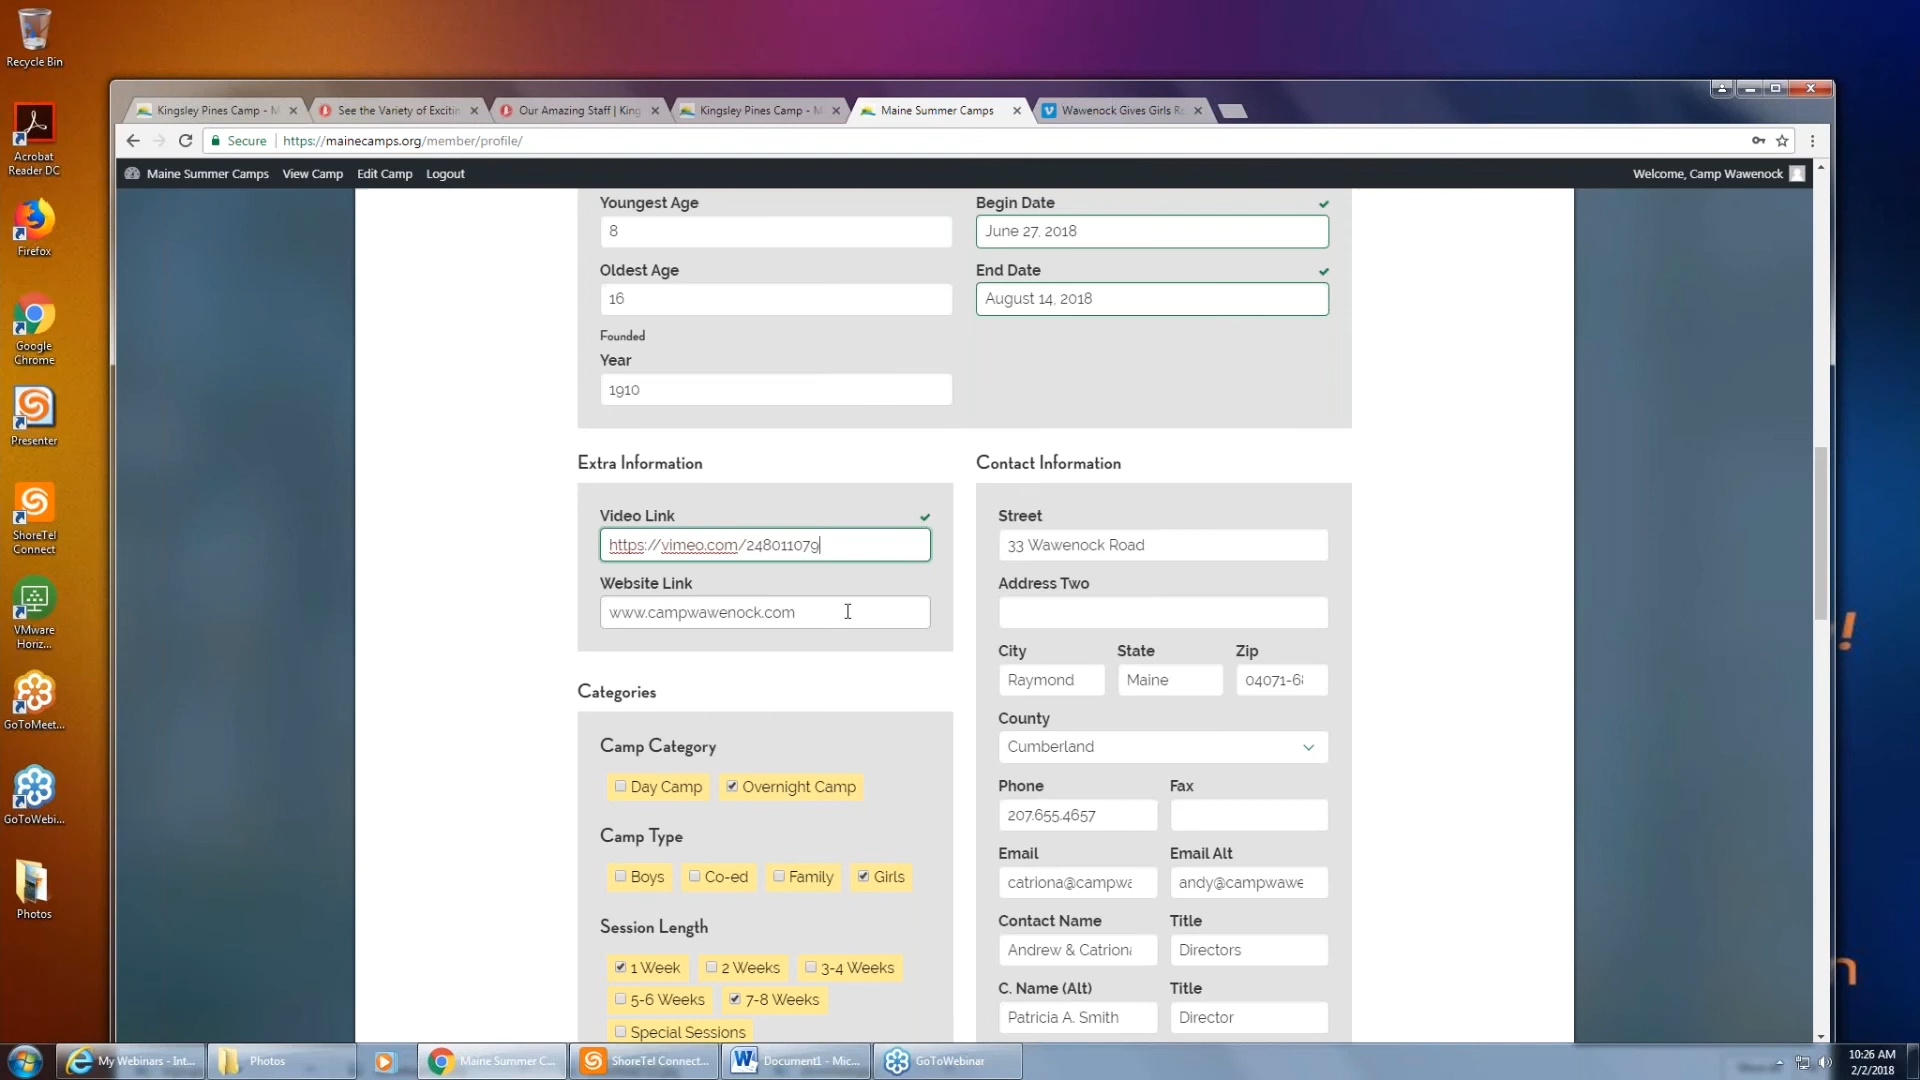 Recycle Bin
Acrobat
Reader DC
Firefox
Google
Chrome
Presenter
ShoreTel
Connect
VMware
Horiz...
GoToMeet...
GoToWebi...
Photos
Kingsley Pines Camp - M
See the Variety of Excitin
Our Amazing Staff | King
Kingsley Pines Camp - M
Maine Summer Camps
Wawenock Gives Girls R
Secure
https://mainecamps.org/member/profile/
Maine Summer Camps
View Camp
Edit Camp
Logout
Welcome, Camp Wawenock
Youngest Age
8
Begin Date
June 27, 2018
Oldest Age
16
End Date
August 14, 2018
Founded
Year
1910
Extra Information
Video Link
https://vimeo.com/248011079
Website Link
www.campwawenock.com
Contact Information
Street
33 Wawenock Road
Address Two
City State Zip
Raymond Maine 04071-68
County
Cumberland
Phone Fax
207.655.4657
Email Email Alt
catriona@campwa andy@campwawe
Contact Name Title
Andrew & Catriona Directors
C. Name (Alt) Title
Patricia A. Smith Director
Categories
Camp Category
Day Camp Overnight Camp
Camp Type
Boys Co-ed Family Girls
Session Length
1 Week 2 Weeks 3-4 Weeks
5-6 Weeks 7-8 Weeks
Special Sessions
My Webinars - Int...
Photos
Maine Summer C...
ShoreTel Connect...
Document1 - Mic...
GoToWebinar
10:26 AM
2/2/2018